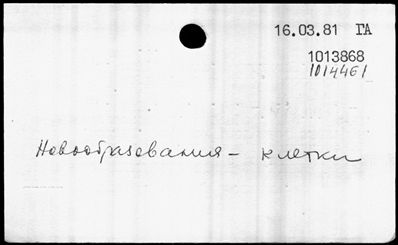 16.03.81 ГА
1013868
1014461
Новообразования – клетки